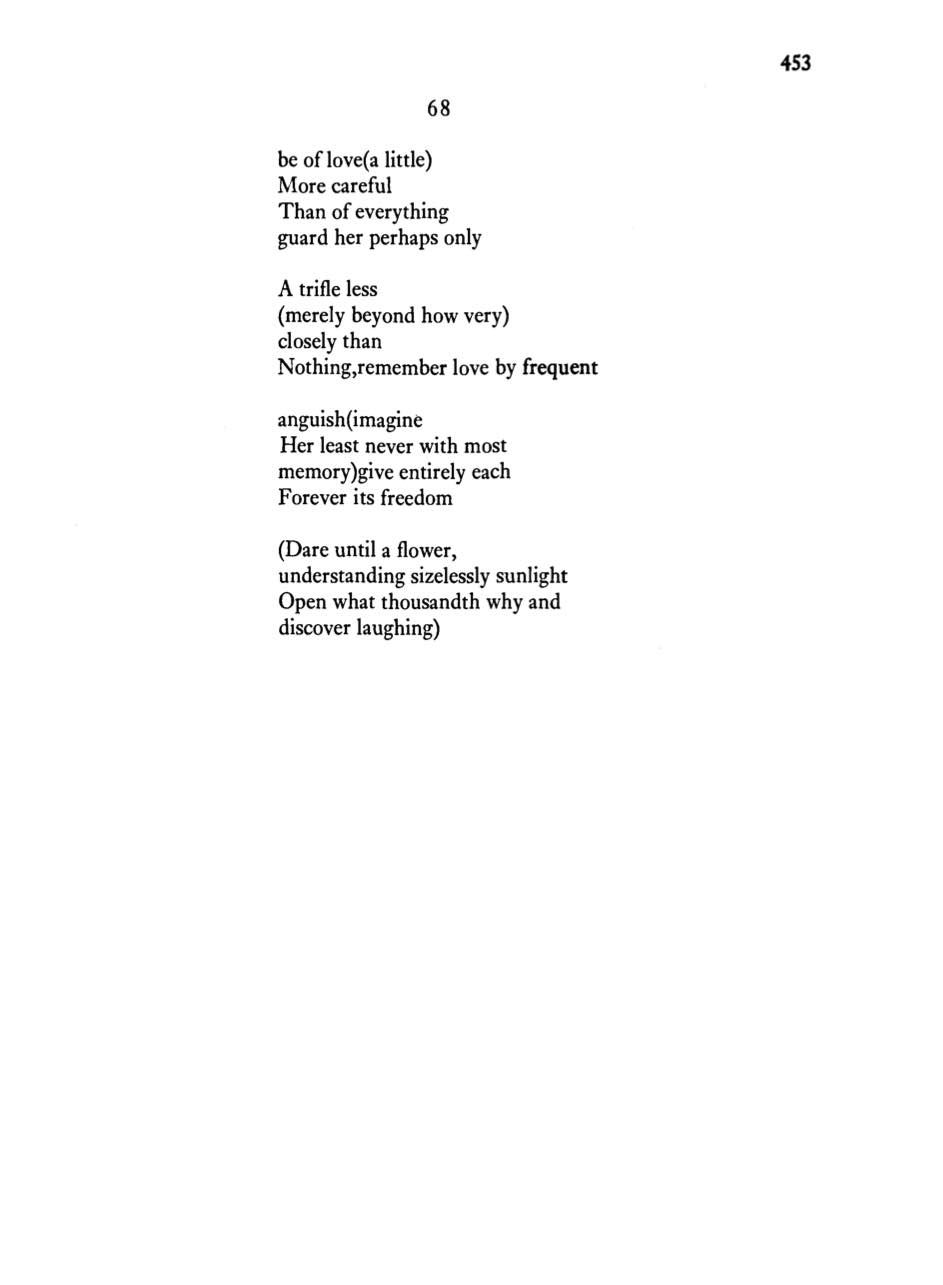 453
68
be of love(a little)
More careful
Than of everything
guard her perhaps only
A trifle less
(merely beyond how very)
closely than
Nothing,remember love by frequent
anguish(imagine
Her least never with most
memory)give entirely each
Forever its freedom
(Dare until a flower,
understanding sizelessly sunlight
Open what thousandth why and
discover laughing)